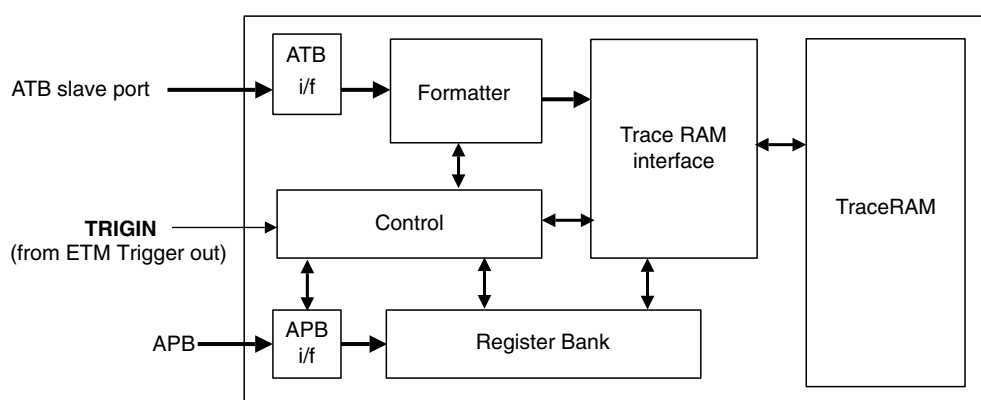 ATB
i/f
ATB slave port
Formatter
Trace RAM
interface
TraceRAM
TRIGIN
(from ETM Trigger out)
Control
APB
APB
i/f
Register Bank